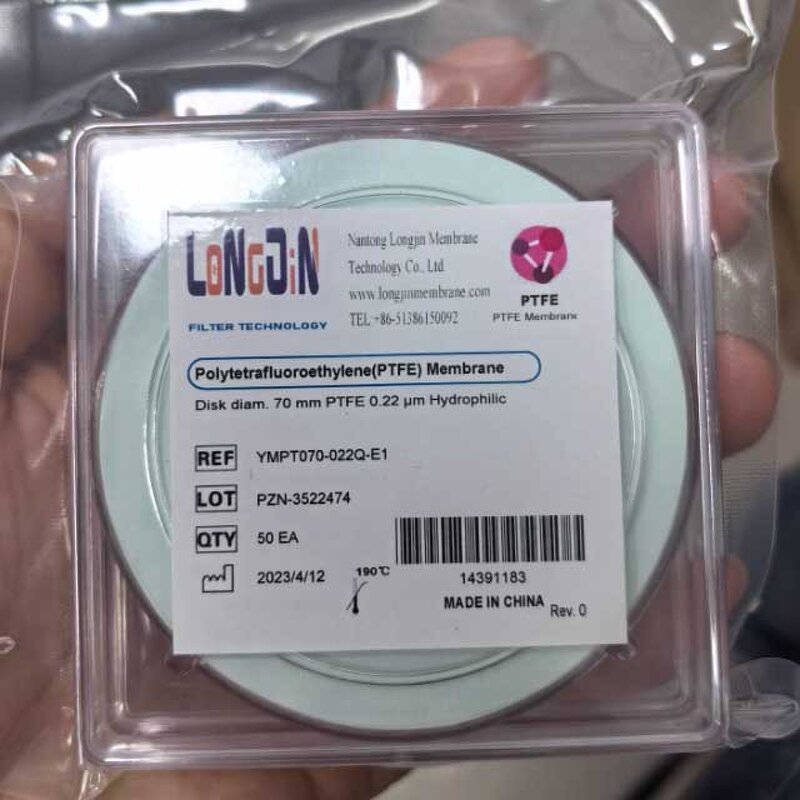 LONGJIN
FILTER TECHNOLOGY
Nantong Longjin Membrane
Technology Co., Ltd.
www.longjinmembrane.com
TEL +86-51386150092
PTFE
PTFE Membrane
Polytetrafluoroethylene(PTFE) Membrane
Disk diam. 70 mm PTFE 0.22 µm Hydrophilic
REF YMPT070-022Q-E1
LOT PZN-3522474
QTY 50 EA
2023/4/12
190℃
14391183
MADE IN CHINA Rev. 0